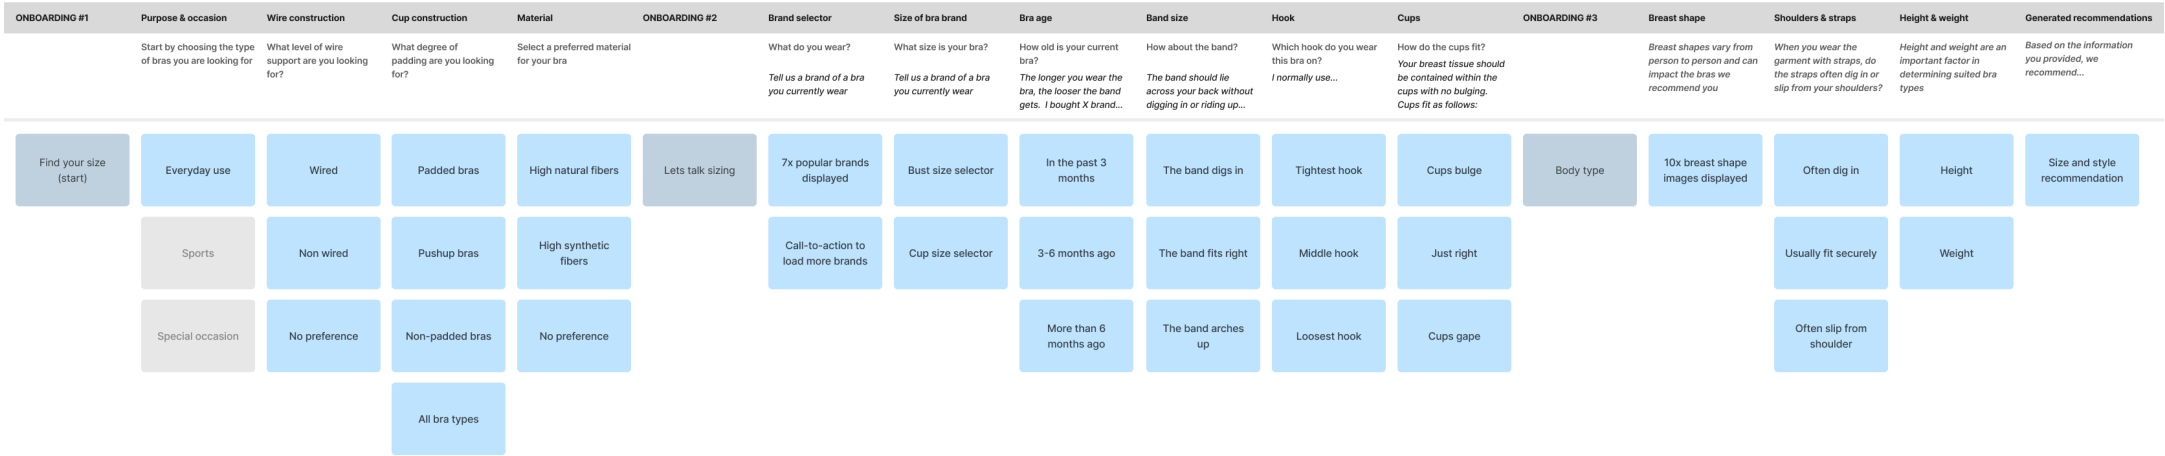 ONBOARDING #1
Purpose & occasion
Wire construction
Cup construction
Material
ONBOARDING #2
Brand selector
Size of bra brand
Bra age
Band size
Hook
Cups
ONBOARDING #3
Breast shape
Shoulders & straps
Height & weight
Generated recommendations
Start by choosing the type
of bras you are looking for
What level of wire
support are you looking
for?
What degree of
padding are you looking
for?
Select a preferred material
for your bra
What do you wear?
Tell us a brand of a bra
you currently wear
What size is your bra?
Tell us a brand of a bra
you currently wear
How old is your current
bra?
The longer you wear the
bra, the looser the band
gets. I bought X brand...
How about the band?
The band should lie
across your back without
digging in or riding up...
Which hook do you wear
this bra on?
I normally use...
How do the cups fit?
Your breast tissue should
be contained within the
cups with no bulging.
Cups fit as follows:
Breast shapes vary from
person to person and can
impact the bras we
recommend you
When you wear the
garment with straps, do
the straps often dig in or
slip from your shoulders?
Height and weight are an
important factor in
determining suited bra
types
Based on the information
you provided, we
recommend...
Find your size
(start)
Everyday use
Wired
Padded bras
High natural fibers
Lets talk sizing
7x popular brands
displayed
Bust size selector
In the past 3
months
The band digs in
Tightest hook
Cups bulge
Body type
10x breast shape
images displayed
Often dig in
Height
Size and style
recommendation
Sports
Non wired
Pushup bras
High synthetic
fibers
Call-to-action to
load more brands
Cup size selector
3-6 months ago
The band fits right
Middle hook
Just right
Usually fit securely
Weight
Special occasion
No preference
Non-padded bras
No preference
More than 6
months ago
The band arches
up
Loosest hook
Cups gape
Often slip from
shoulder
All bra types